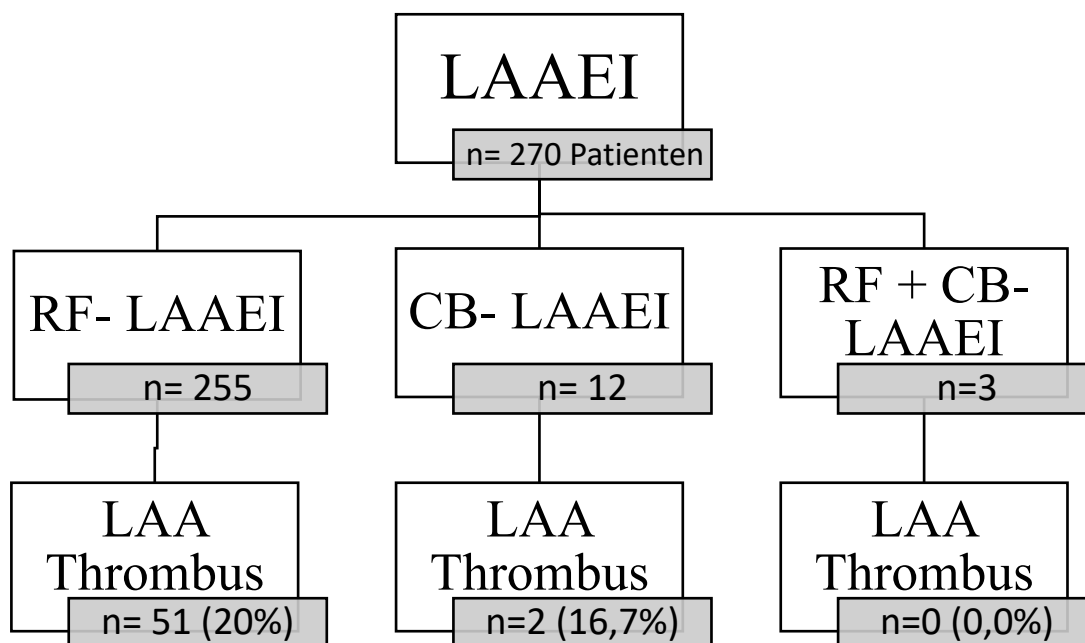 LAAEI
n= 270 Patienten
RF- LAAEI
n= 255
CB- LAAEI
n= 12
RF + CB-
LAAEI
n=3
LAA
Thrombus
n= 51 (20%)
LAA
Thrombus
n=2 (16,7%)
LAA
Thrombus
n=0 (0,0%)